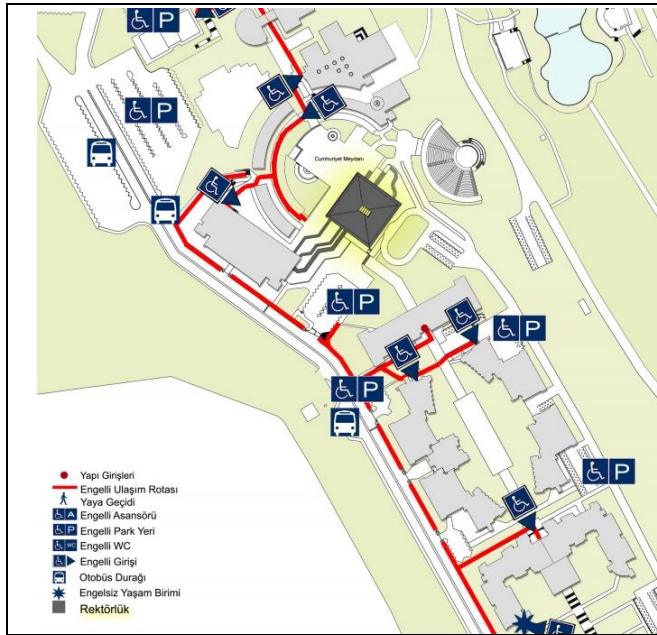 P
P
Cumhuriyet Meydanı
P
P
P
P
Yapı Girişleri
Engelli Ulaşım Rotası
Yaya Geçidi
A Engelli Asansörü
P Engelli Park Yeri
WC Engelli WC
Engelli Girişi
Otobüs Durağı
Engelsiz Yaşam Birimi
Rektörlük